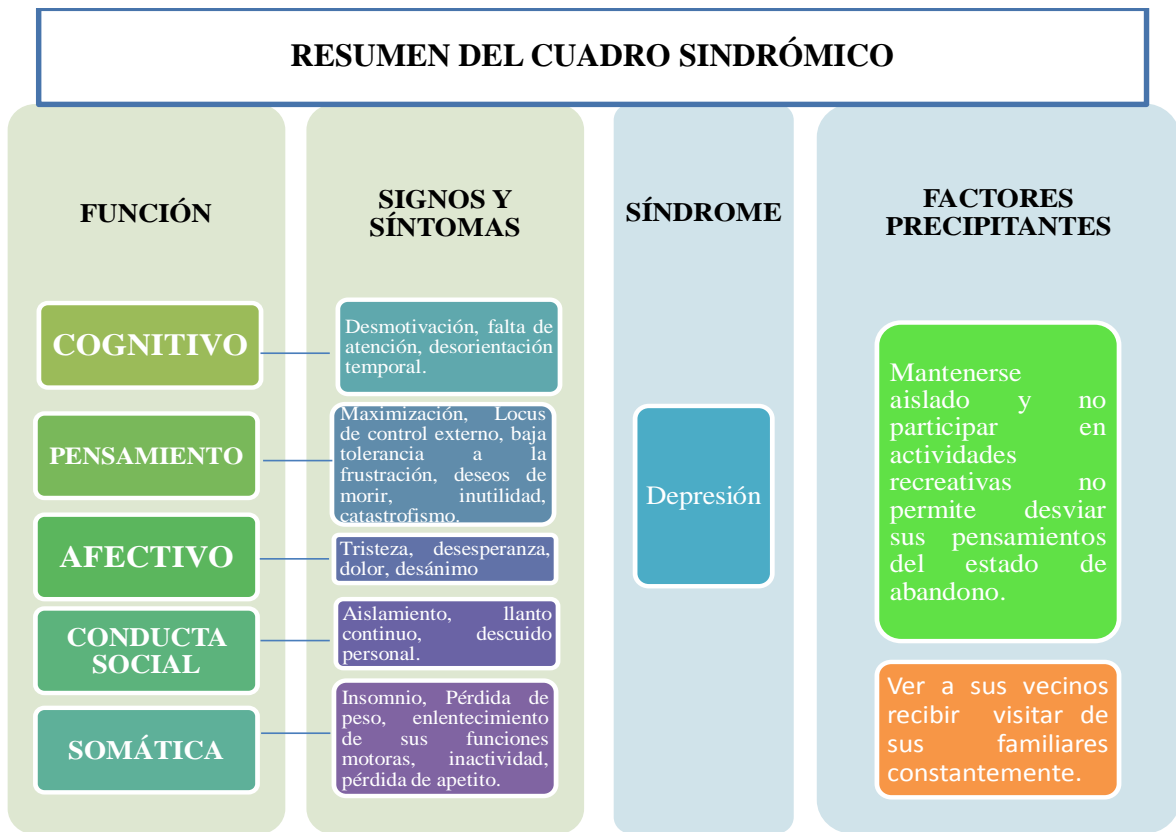 RESUMEN DEL CUADRO SINDRÓMICO
FUNCIÓN
SIGNOS Y
SÍNTOMAS
SÍNDROME
FACTORES
PRECIPITANTES
COGNITIVO
Desmotivación, falta de
atención, desorientación
temporal.
PENSAMIENTO
Maximización, Locus
de control externo, baja
tolerancia a la
frustración, deseos de
morir, inutilidad,
catastrofismo.
AFECTIVO
Tristeza, desesperanza,
dolor, desánimo
CONDUCTA
SOCIAL
Aislamiento, llanto
continuo, descuido
personal.
SOMÁTICA
Insomnio, Pérdida de
peso, enlentecimiento
de sus funciones
motoras, inactividad,
pérdida de apetito.
Depresión
Mantenerse
aislado y no
participar en
actividades
recreativas no
permite desviar
sus pensamientos
del estado de
abandono.
Ver a sus vecinos
recibir visitar de
sus familiares
constantemente.